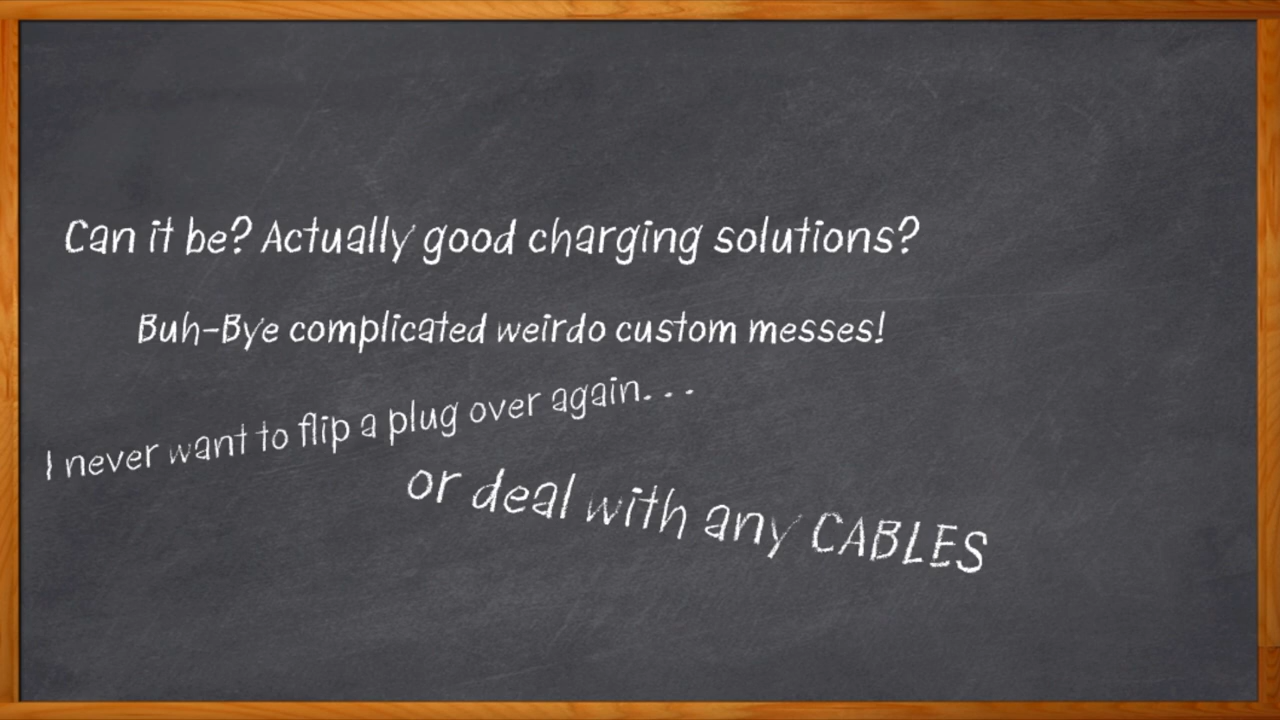 Can it be? Actually good charging solutions?
Buh-Bye complicated weirdo custom messes!
I never want to flip a plug over again. . .
or deal with any CABLES